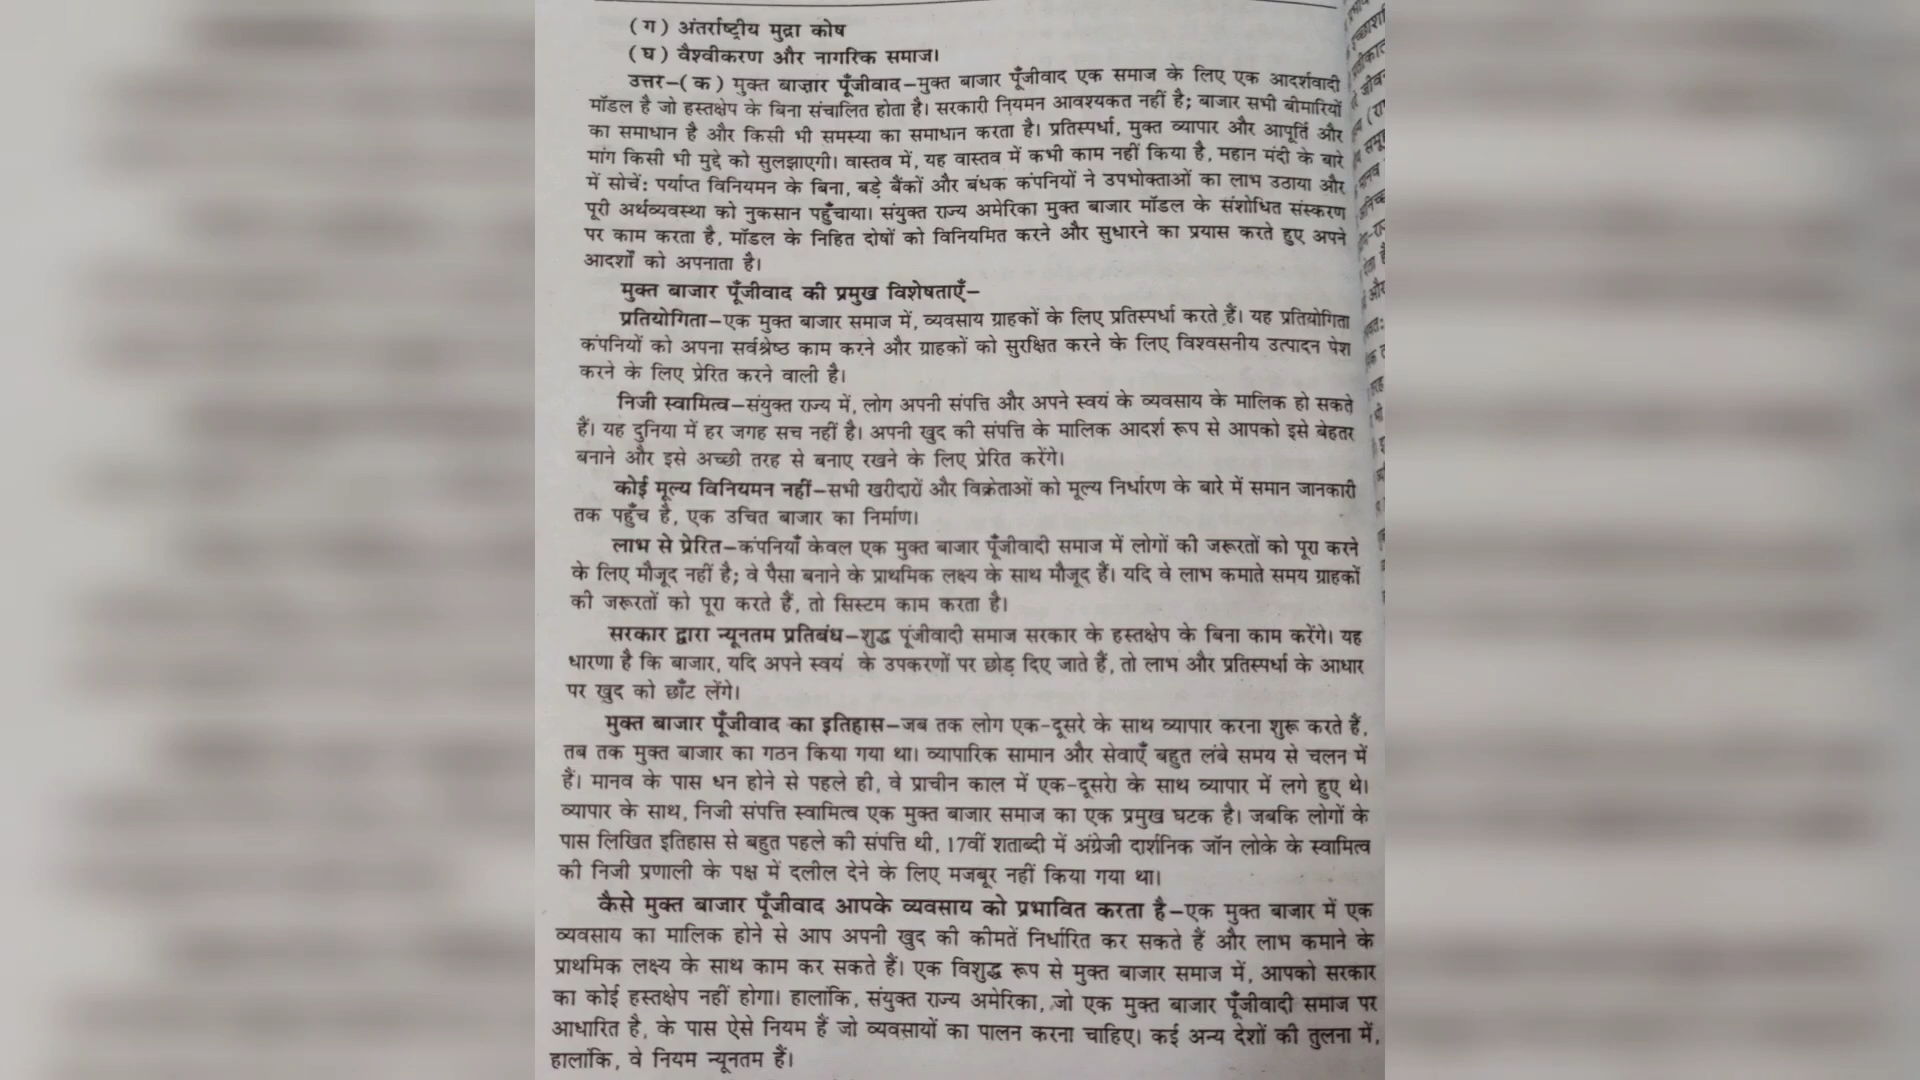 (ग) अंतर्राष्ट्रीय मुद्रा कोष
(घ) वैश्वीकरण और नागरिक समाज।
उत्तर–(क) मुक्त बाज़ार पूँजीवाद–मुक्त बाजार पूँजीवाद एक समाज के लिए एक आदर्शवादी
मॉडल है जो हस्तक्षेप के बिना संचालित होता है। सरकारी नियमन आवश्यकत नहीं है; बाजार सभी बीमारियों
का समाधान है और किसी भी समस्या का समाधान करता है। प्रतिस्पर्धा, मुक्त व्यापार और आपूर्ति और
मांग किसी भी मुद्दे को सुलझाएगी। वास्तव में, यह वास्तव में कभी काम नहीं किया है, महान मंदी के बारे
में सोचें: पर्याप्त विनियमन के बिना, बड़े बैंकों और बंधक कंपनियों ने उपभोक्ताओं का लाभ उठाया और
पूरी अर्थव्यवस्था को नुकसान पहुँचाया। संयुक्त राज्य अमेरिका मुक्त बाजार मॉडल के संशोधित संस्करण
पर काम करता है, मॉडल के निहित दोषों को विनियमित करने और सुधारने का प्रयास करते हुए अपने
आदर्शों को अपनाता है।
मुक्त बाजार पूँजीवाद की प्रमुख विशेषताएँ–
प्रतियोगिता–एक मुक्त बाजार समाज में, व्यवसाय ग्राहकों के लिए प्रतिस्पर्धा करते हैं। यह प्रतियोगिता
कंपनियों को अपना सर्वश्रेष्ठ काम करने और ग्राहकों को सुरक्षित करने के लिए विश्वसनीय उत्पादन पेश
करने के लिए प्रेरित करने वाली है।
निजी स्वामित्व–संयुक्त राज्य में, लोग अपनी संपत्ति और अपने स्वयं के व्यवसाय के मालिक हो सकते
हैं। यह दुनिया में हर जगह सच नहीं है। अपनी खुद की संपत्ति के मालिक आदर्श रूप से आपको इसे बेहतर
बनाने और इसे अच्छी तरह से बनाए रखने के लिए प्रेरित करेंगे।
कोई मूल्य विनियमन नहीं–सभी खरीदारों और विक्रेताओं को मूल्य निर्धारण के बारे में समान जानकारी
तक पहुँच है, एक उचित बाजार का निर्माण।
लाभ से प्रेरित–कंपनियाँ केवल एक मुक्त बाजार पूँजीवादी समाज में लोगों की जरूरतों को पूरा करने
के लिए मौजूद नहीं है; वे पैसा बनाने के प्राथमिक लक्ष्य के साथ मौजूद हैं। यदि वे लाभ कमाते समय ग्राहकों
की जरूरतों को पूरा करते हैं, तो सिस्टम काम करता है।
सरकार द्वारा न्यूनतम प्रतिबंध–शुद्ध पूंजीवादी समाज सरकार के हस्तक्षेप के बिना काम करेंगे। यह
धारणा है कि बाजार, यदि अपने स्वयं के उपकरणों पर छोड़ दिए जाते हैं, तो लाभ और प्रतिस्पर्धा के आधार
पर खुद को छाँट लेंगे।
मुक्त बाजार पूँजीवाद का इतिहास–जब तक लोग एक-दूसरे के साथ व्यापार करना शुरू करते हैं,
तब तक मुक्त बाजार का गठन किया गया था। व्यापारिक सामान और सेवाएँ बहुत लंबे समय से चलन में
हैं। मानव के पास धन होने से पहले ही, वे प्राचीन काल में एक-दूसरे के साथ व्यापार में लगे हुए थे।
व्यापार के साथ, निजी संपत्ति स्वामित्व एक मुक्त बाजार समाज का एक प्रमुख घटक है। जबकि लोगों के
पास लिखित इतिहास से बहुत पहले की संपत्ति थी, 17वीं शताब्दी में अंग्रेजी दार्शनिक जॉन लोके के स्वामित्व
की निजी प्रणाली के पक्ष में दलील देने के लिए मजबूर नहीं किया गया था।
कैसे मुक्त बाजार पूँजीवाद आपके व्यवसाय को प्रभावित करता है–एक मुक्त बाजार में एक
व्यवसाय का मालिक होने से आप अपनी खुद की कीमतें निर्धारित कर सकते हैं और लाभ कमाने के
प्राथमिक लक्ष्य के साथ काम कर सकते हैं। एक विशुद्ध रूप से मुक्त बाजार समाज में, आपको सरकार
का कोई हस्तक्षेप नहीं होगा। हालांकि, संयुक्त राज्य अमेरिका, जो एक मुक्त बाजार पूँजीवादी समाज पर
आधारित है, के पास ऐसे नियम हैं जो व्यवसायों का पालन करना चाहिए। कई अन्य देशों की तुलना में,
हालांकि, वे नियम न्यूनतम हैं।